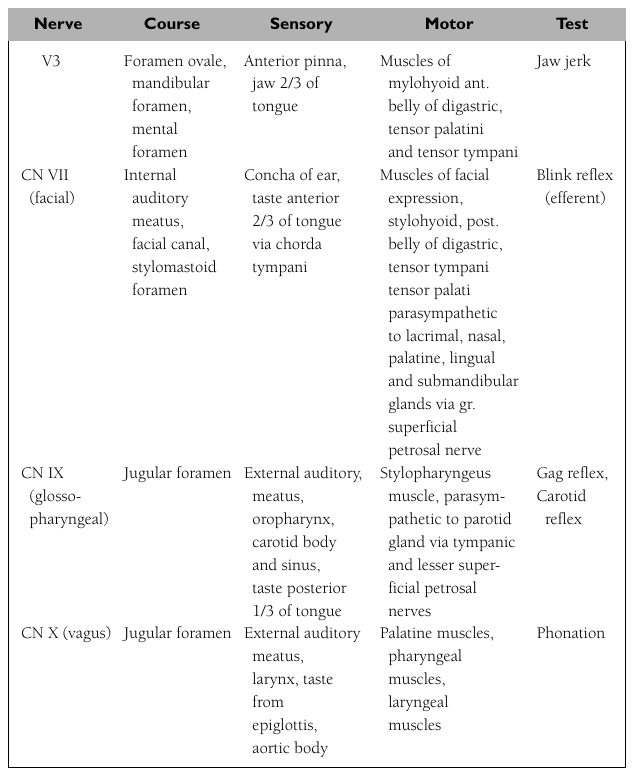 Nerve Course Sensory Motor Test
V3 Foramen ovale, Anterior pinna, Muscles of Jaw jerk
mandibular jaw 2/3 of mylohyoid ant.
foramen, tongue belly of digastric,
mental tensor palatini
foramen and tensor tympani
CN VII Internal Concha of ear, Muscles of facial Blink reflex
(facial) auditory taste anterior expression, (efferent)
meatus, 2/3 of tongue stylohyoid, post.
facial canal, via chorda belly of digastric,
stylomastoid tympani tensor tympani
foramen tensor palati
parasympathetic
to lacrimal, nasal,
palatine, lingual
and submandibular
glands via gr.
superficial
petrosal nerve
CN IX Jugular foramen External auditory, Stylopharyngeus Gag reflex,
(glosso- meatus, muscle, parasym- Carotid
pharyngeal) oropharynx, pathetic to parotid reflex
carotid body gland via tympanic
and sinus, and lesser super-
taste posterior ficial petrosal
1/3 of tongue nerves
CN X (vagus) Jugular foramen External auditory Palatine muscles, Phonation
meatus, pharyngeal
larynx, taste muscles,
from laryngeal
epiglottis, muscles
aortic body